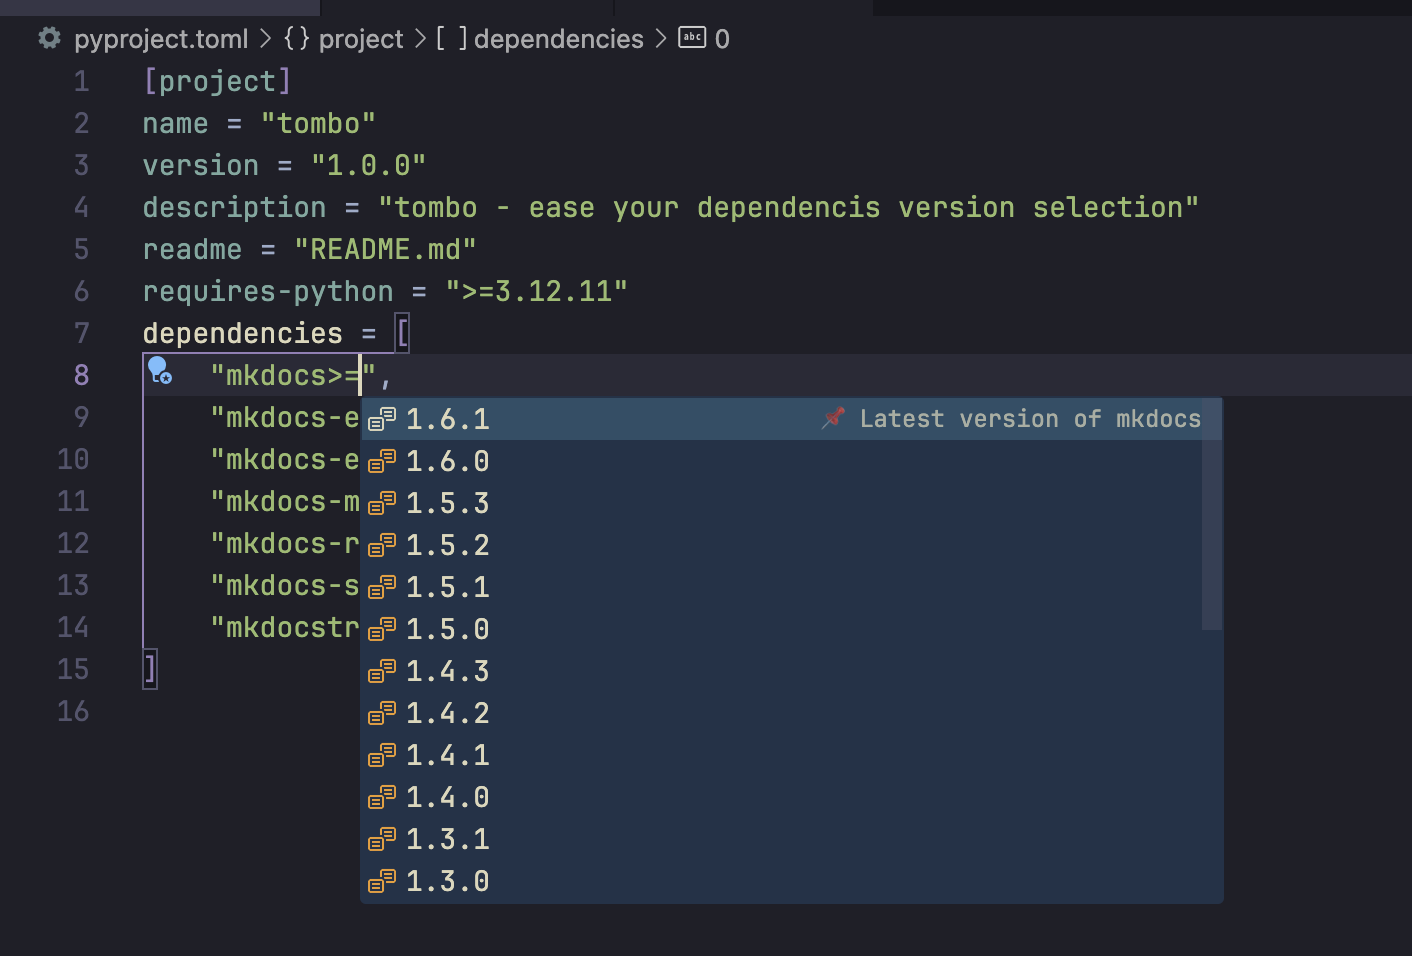 pyproject.toml > {} project > [ ] dependencies > abc 0
1 [project]
2 name = "tombo"
3 version = "1.0.0"
4 description = "tombo - ease your dependencis version selection"
5 readme = "README.md"
6 requires-python = ">=3.12.11"
7 dependencies = [
8 "mkdocs>=",
9 "mkdocs-e
10 "mkdocs-e
11 "mkdocs-m
12 "mkdocs-r
13 "mkdocs-s
14 "mkdocstr
15 ]
16
1.6.1 📌 Latest version of mkdocs
1.6.0
1.5.3
1.5.2
1.5.1
1.5.0
1.4.3
1.4.2
1.4.1
1.4.0
1.3.1
1.3.0